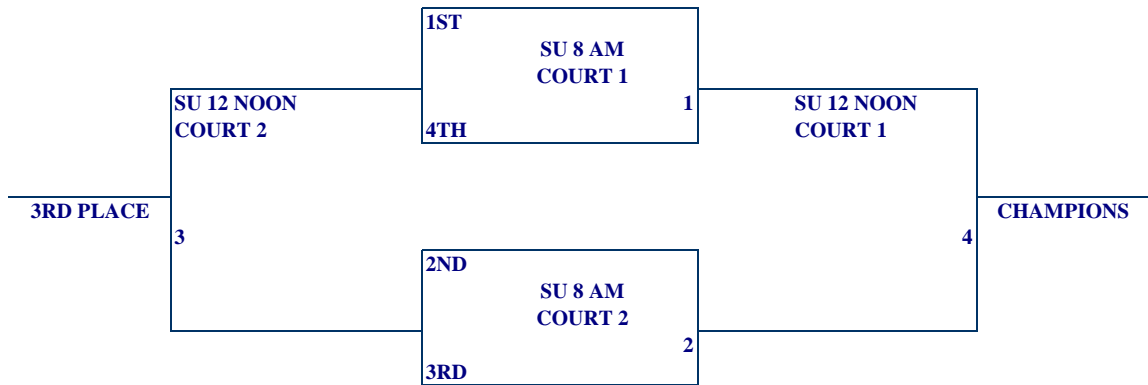 1ST
SU 8 AM
COURT 1
1
4TH
SU 12 NOON
COURT 2
SU 12 NOON
COURT 1
3RD PLACE
CHAMPIONS
3
4
2ND
SU 8 AM
COURT 2
2
3RD